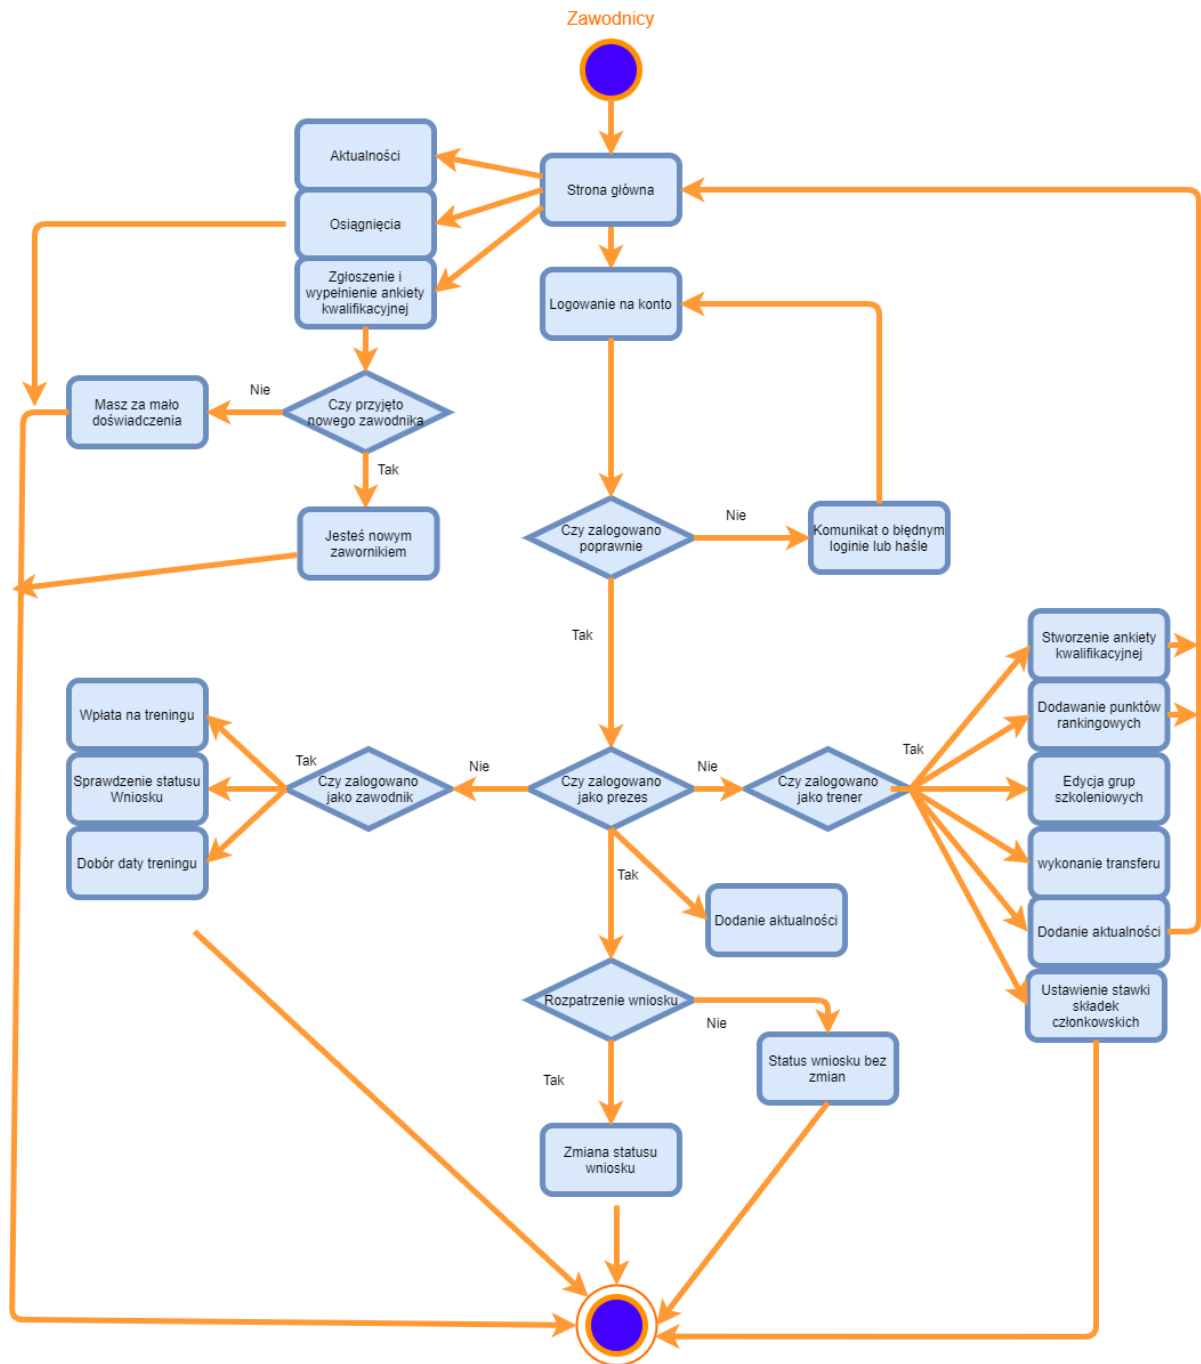 Zawodnicy
Aktualności
Strona główna
Osiągnięcia
Zgłoszenie i
wypełnienie ankiety
kwalifikacyjnej
Logowanie na konto
Nie
Masz za mało
doświadczenia
Czy przyjęto
nowego zawodnika
Tak
Jesteś nowym
zawornikiem
Czy zalogowano
poprawnie
Nie
Komunikat o błędnym
loginie lub haśle
Tak
Stworzenie ankiety
kwalifikacyjnej
Wpłata na treningu
Dodawanie punktów
rankingowych
Sprawdzenie statusu
Wniosku
Tak
Czy zalogowano
jako zawodnik
Nie
Czy zalogowano
jako prezes
Nie
Czy zalogowano
jako trener
Tak
Edycja grup
szkoleniowych
Dobór daty treningu
wykonanie transferu
Tak
Dodanie aktualności
Dodanie aktualności
Rozpatrzenie wniosku
Nie
Ustawienie stawki
składek
członkowskich
Status wniosku bez
zmian
Tak
Zmiana statusu
wniosku